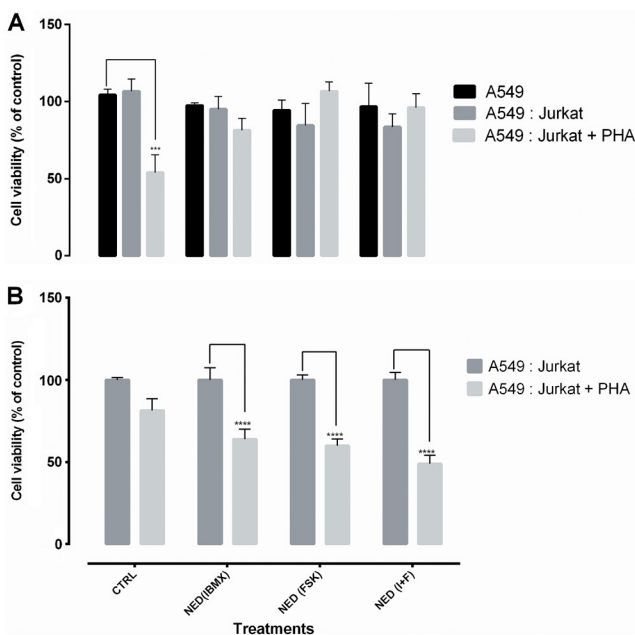 A
150
100
50
0
Cell viability (% of control)
***
A549
A549 : Jurkat
A549 : Jurkat + PHA
B
150
100
50
0
Cell viability (% of control)
****
****
****
A549 : Jurkat
A549 : Jurkat + PHA
CTRL
NED(IBMX)
NED (FSK)
NED (I+F)
Treatments